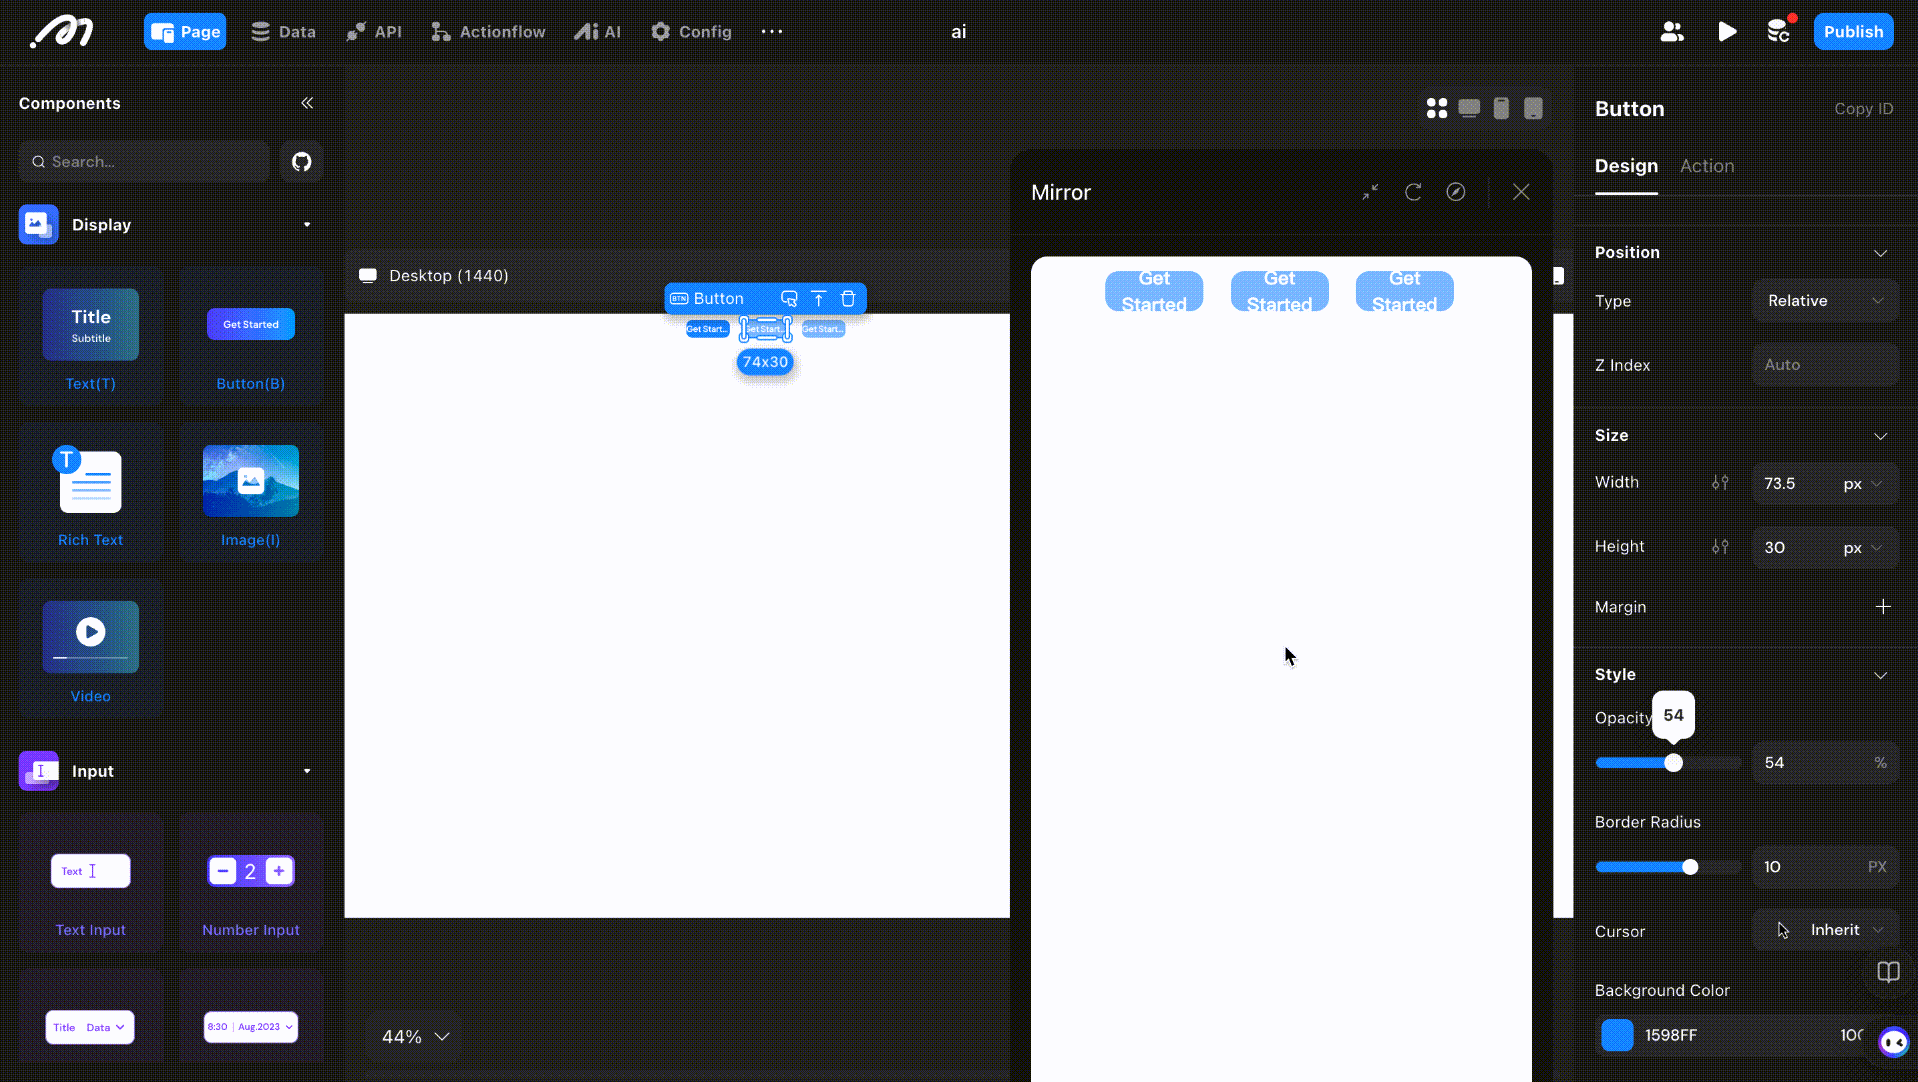 Page
Data
API
Actionflow
AI
Config
ai
Publish
Components
Search...
Display
Title
Subtitle
Text(T)
Get Started
Button(B)
T
Rich Text
Image(I)
Video
Input
Text
Text Input
2
Number Input
Title Data
8:30 Aug.2023
Desktop (1440)
BTN Button
Get Start...
Get Start...
Get Start...
74x30
44%
Mirror
Get
Started
Get
Started
Get
Started
Button
Copy ID
Design
Action
Position
Type
Relative
Z Index
Auto
Size
Width
73.5
px
Height
30
px
Margin
Style
Opacity
54
54
%
Border Radius
10
PX
Cursor
Inherit
Background Color
1598FF